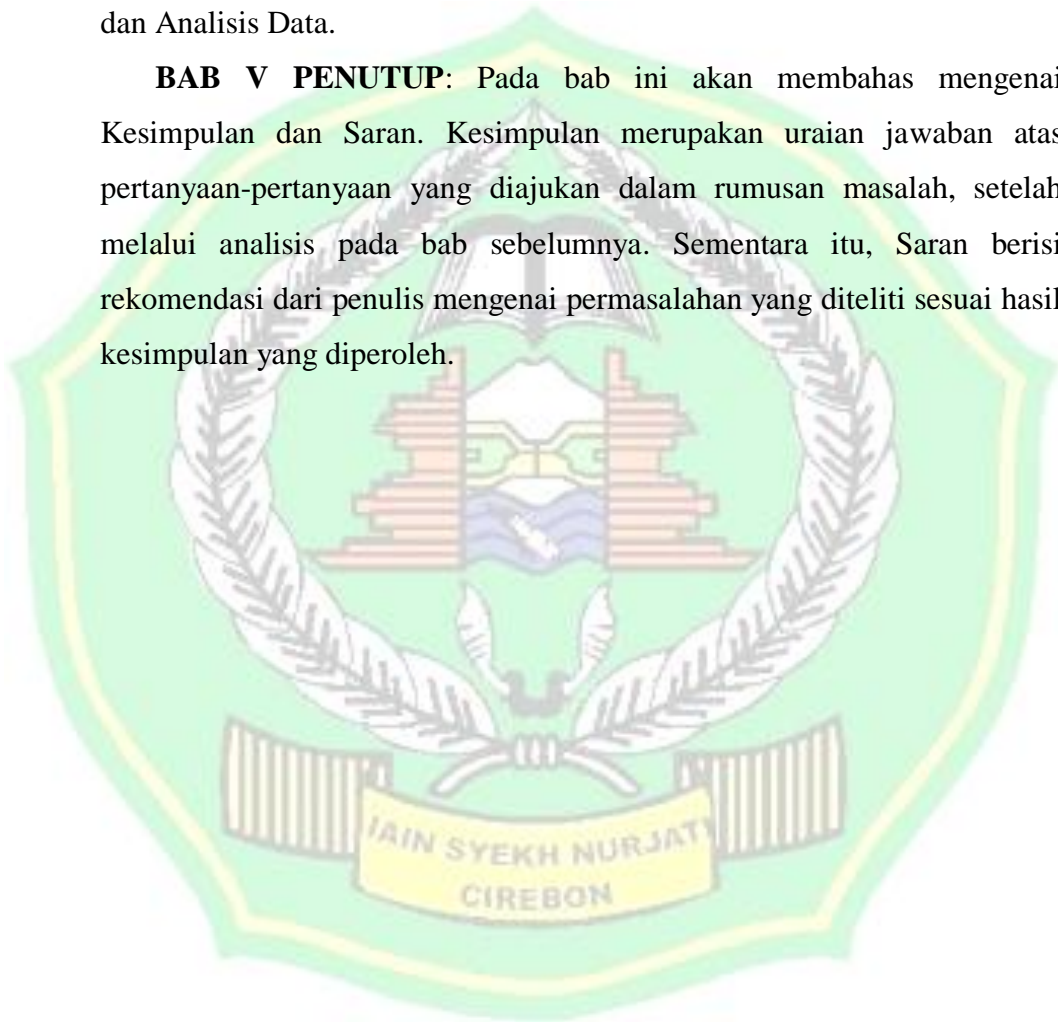 dan Analisis Data.
BAB V PENUTUP: Pada bab ini akan membahas mengenai
Kesimpulan dan Saran. Kesimpulan merupakan uraian jawaban atas
pertanyaan-pertanyaan yang diajukan dalam rumusan masalah, setelah
melalui analisis pada bab sebelumnya. Sementara itu, Saran berisi
rekomendasi dari penulis mengenai permasalahan yang diteliti sesuai hasil
kesimpulan yang diperoleh.
IAIN SYEKH NURJATI
CIREBON